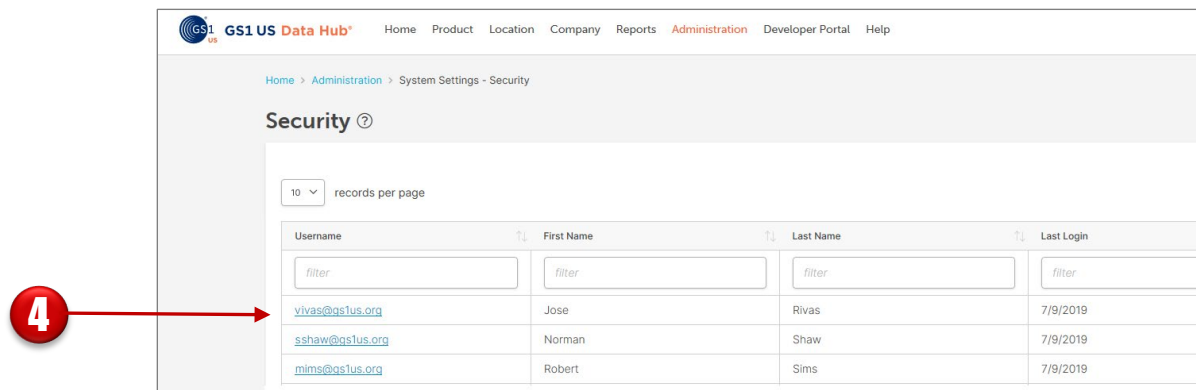 GS1 US GS1 US Data Hub® Home Product Location Company Reports Administration Developer Portal Help
Home > Administration > System Settings - Security
Security ?
10 records per page
Username First Name Last Name Last Login
filter filter filter filter
4 vivas@gs1us.org Jose Rivas 7/9/2019
sshaw@gs1us.org Norman Shaw 7/9/2019
mims@gs1us.org Robert Sims 7/9/2019